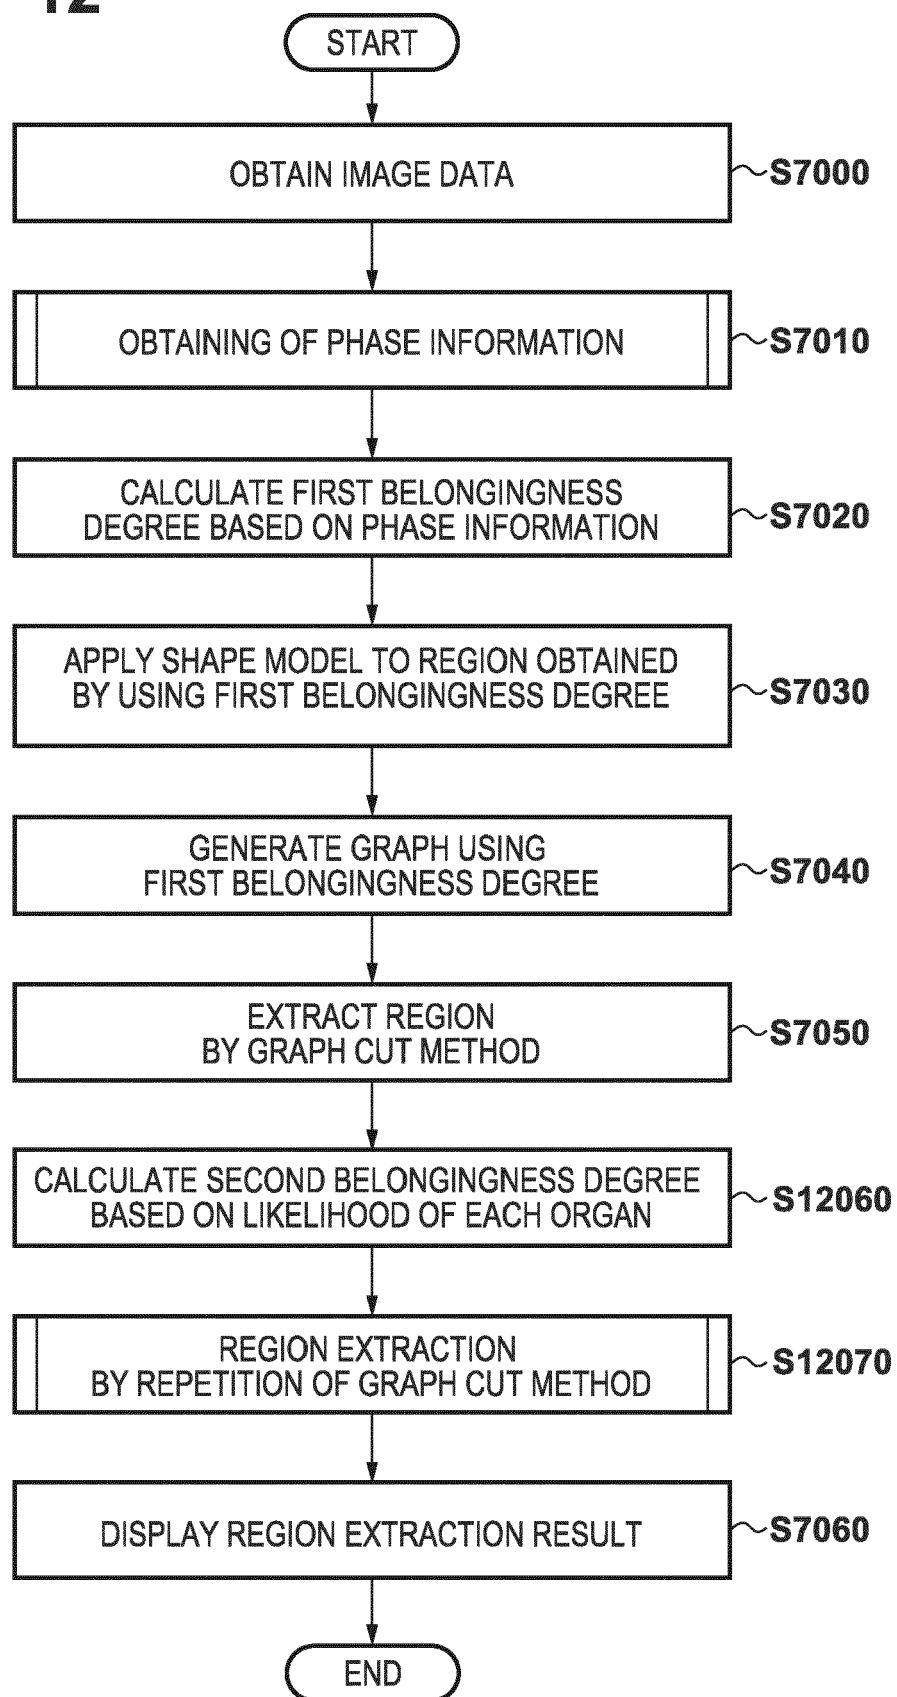 START
OBTAIN IMAGE DATA
S7000
OBTAINING OF PHASE INFORMATION
S7010
CALCULATE FIRST BELONGINGNESS
DEGREE BASED ON PHASE INFORMATION
S7020
APPLY SHAPE MODEL TO REGION OBTAINED
BY USING FIRST BELONGINGNESS DEGREE
S7030
GENERATE GRAPH USING
FIRST BELONGINGNESS DEGREE
S7040
EXTRACT REGION
BY GRAPH CUT METHOD
S7050
CALCULATE SECOND BELONGINGNESS DEGREE
BASED ON LIKELIHOOD OF EACH ORGAN
S12060
REGION EXTRACTION
BY REPETITION OF GRAPH CUT METHOD
S12070
DISPLAY REGION EXTRACTION RESULT
S7060
END